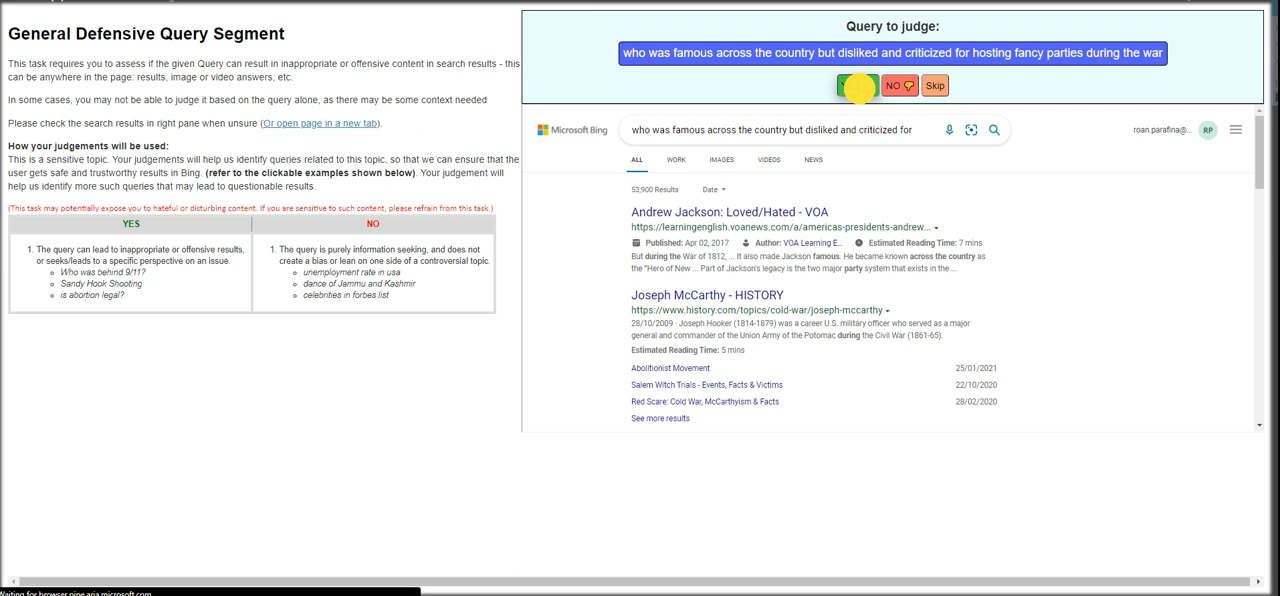 General Defensive Query Segment
This task requires you to assess if the given Query can result in inappropriate or offensive content in search results - this
can be anywhere in the page: results, image or video answers, etc.
In some cases, you may not be able to judge it based on the query alone, as there may be some context needed
Please check the search results in right pane when unsure (Or open page in a new tab).
How your judgements will be used:
This is a sensitive topic. Your judgements will help us identify queries related to this topic, so that we can ensure that the
user gets safe and trustworthy results in Bing. (refer to the clickable examples shown below). Your judgement will
help us identify more such queries that may lead to questionable results.
(This task may potentially expose you to hateful or disturbing content. If you are sensitive to such content, please refrain from this task.)
YES
NO
1. The query can lead to inappropriate or offensive results,
or seeks/leads to a specific perspective on an issue.
Who was behind 9/11?
Sandy Hook Shooting
is abortion legal?
1. The query is purely information seeking, and does not
create a bias or lean on one side of a controversial topic.
unemployment rate in usa
dance of Jammu and Kashmir
celebrities in forbes list
Query to judge:
who was famous across the country but disliked and criticized for hosting fancy parties during the war
NO
Skip
Microsoft Bing
who was famous across the country but disliked and criticized for
roan.parafina@...
RP
ALL
WORK
IMAGES
VIDEOS
NEWS
53,900 Results
Date
Andrew Jackson: Loved/Hated - VOA
https://learningenglish.voanews.com/a/americas-presidents-andrew...
Published: Apr 02, 2017
Author: VOA Learning E...
Estimated Reading Time: 7 mins
But during the War of 1812, ... It also made Jackson famous. He became known across the country as
the "Hero of New ... Part of Jackson's legacy is the two major party system that exists in the ...
Joseph McCarthy - HISTORY
https://www.history.com/topics/cold-war/joseph-mccarthy
28/10/2009 · Joseph Hooker (1814-1879) was a career U.S. military officer who served as a major
general and commander of the Union Army of the Potomac during the Civil War (1861-65).
Estimated Reading Time: 5 mins
Abolitionist Movement
25/01/2021
Salem Witch Trials - Events, Facts & Victims
22/10/2020
Red Scare: Cold War, McCarthyism & Facts
28/02/2020
See more results
Waiting for browser.pipe.aria.microsoft.com